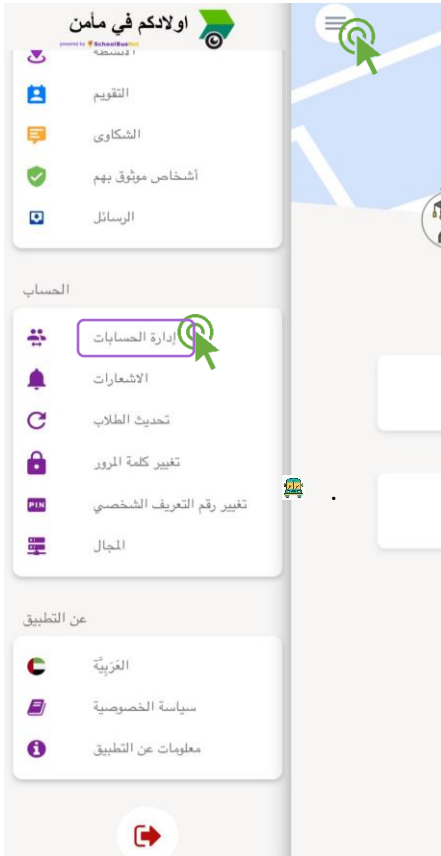 اولادكم في مأمن
powered by SchoolBusNet
الأنشطة
التقويم
الشكاوى
أشخاص موثوق بهم
الرسائل
الحساب
إدارة الحسابات
الاشعارات
تحديث الطلاب
تغيير كلمة المرور
PIN
تغيير رقم التعريف الشخصي
.
المجال
عن التطبيق
العَرَبِيَّة
سياسة الخصوصية
معلومات عن التطبيق